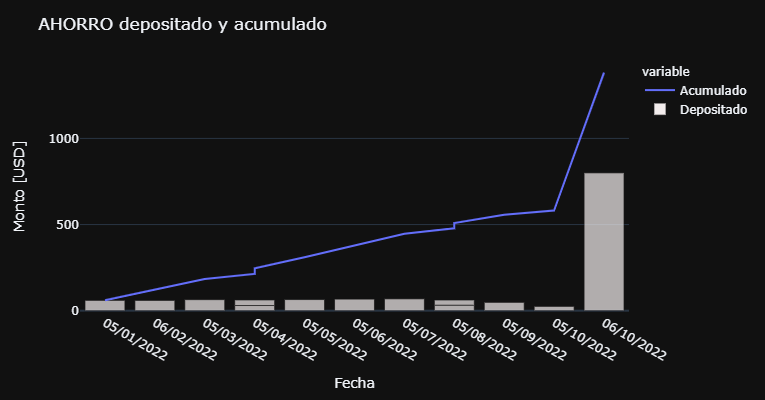 AHORRO depositado y acumulado
variable
Acumulado
Depositado
Monto [USD]
1000
500
0
05/01/2022
06/02/2022
05/03/2022
05/04/2022
05/05/2022
05/06/2022
05/07/2022
05/08/2022
05/09/2022
05/10/2022
06/10/2022
Fecha